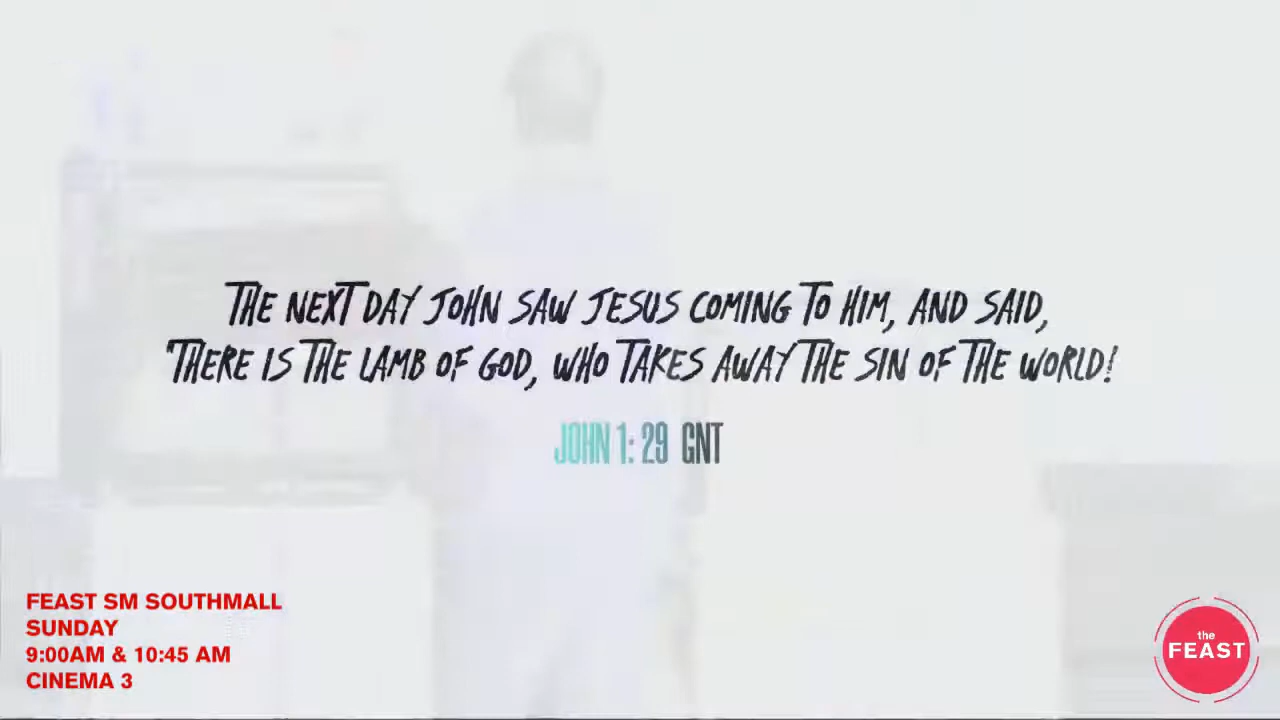 THE NEXT DAY JOHN SAW JESUS COMING TO HIM, AND SAID,
"THERE IS THE LAMB OF GOD, WHO TAKES AWAY THE SIN OF THE WORLD!
JOHN 1: 29 GNT
FEAST SM SOUTHMALL
SUNDAY
9:00AM & 10:45 AM
CINEMA 3
the
FEAST